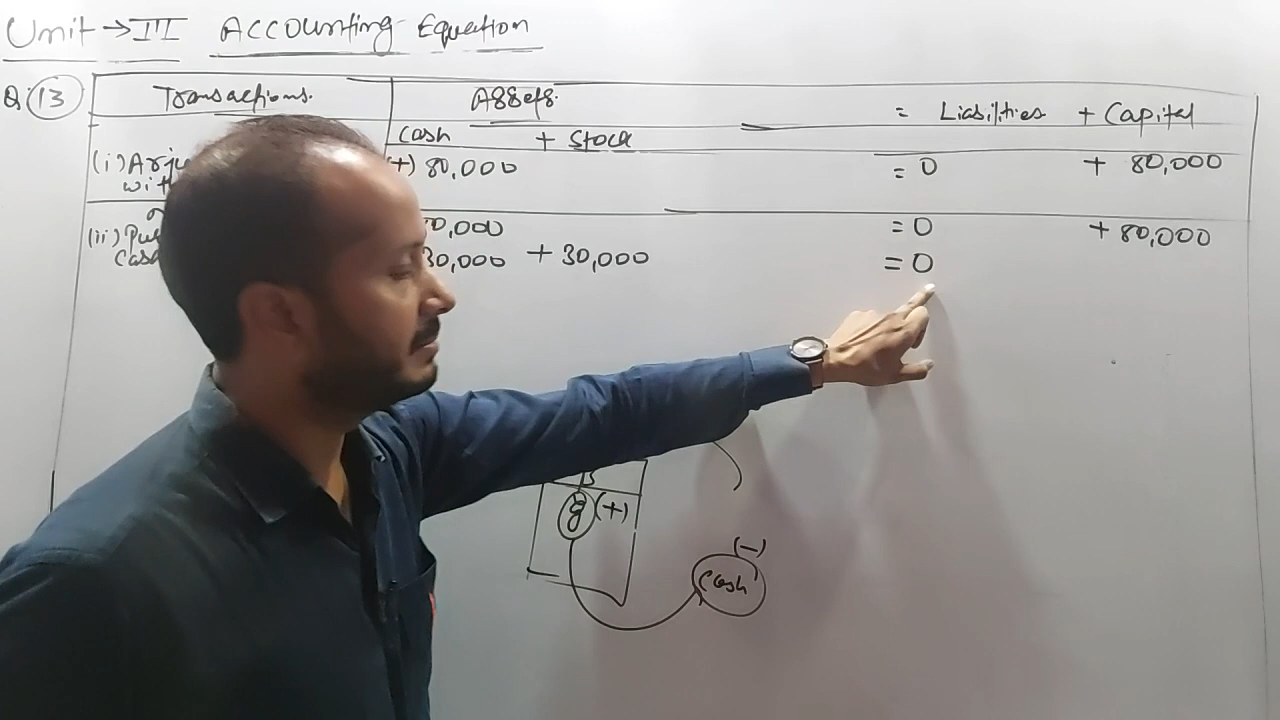 Unit → III Accounting Equation
Q. 13 Transactions. Assets. = Liabilities + Capital
Cash + Stock
(i) (+) 80,000 = 0 + 80,000
(ii) 0,000 = 0 + 80,000
Cas 30,000 + 30,000 = 0
(+)
(-)
Cash